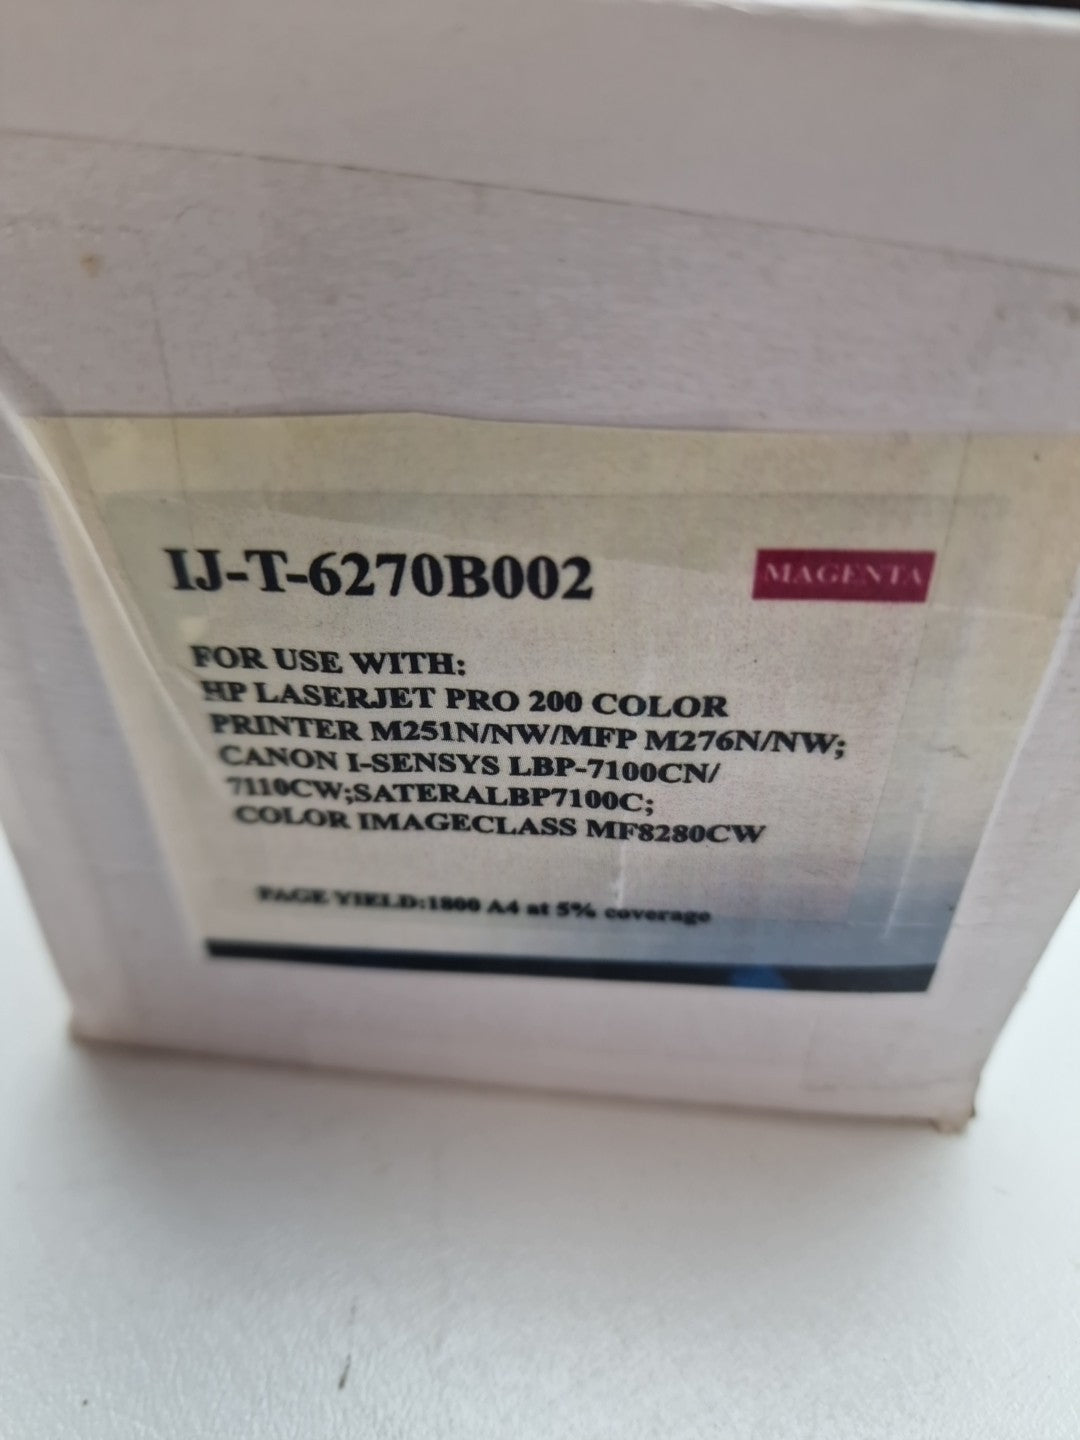 IJ-T-6270B002
MAGENTA
FOR USE WITH:
HP LASERJET PRO 200 COLOR
PRINTER M251N/NW/MFP M276N/NW;
CANON I-SENSYS LBP-7100CN/
7110CW;SATERALBP7100C;
COLOR IMAGECLASS MF8280CW
PAGE YIELD:1800 A4 at 5% coverage